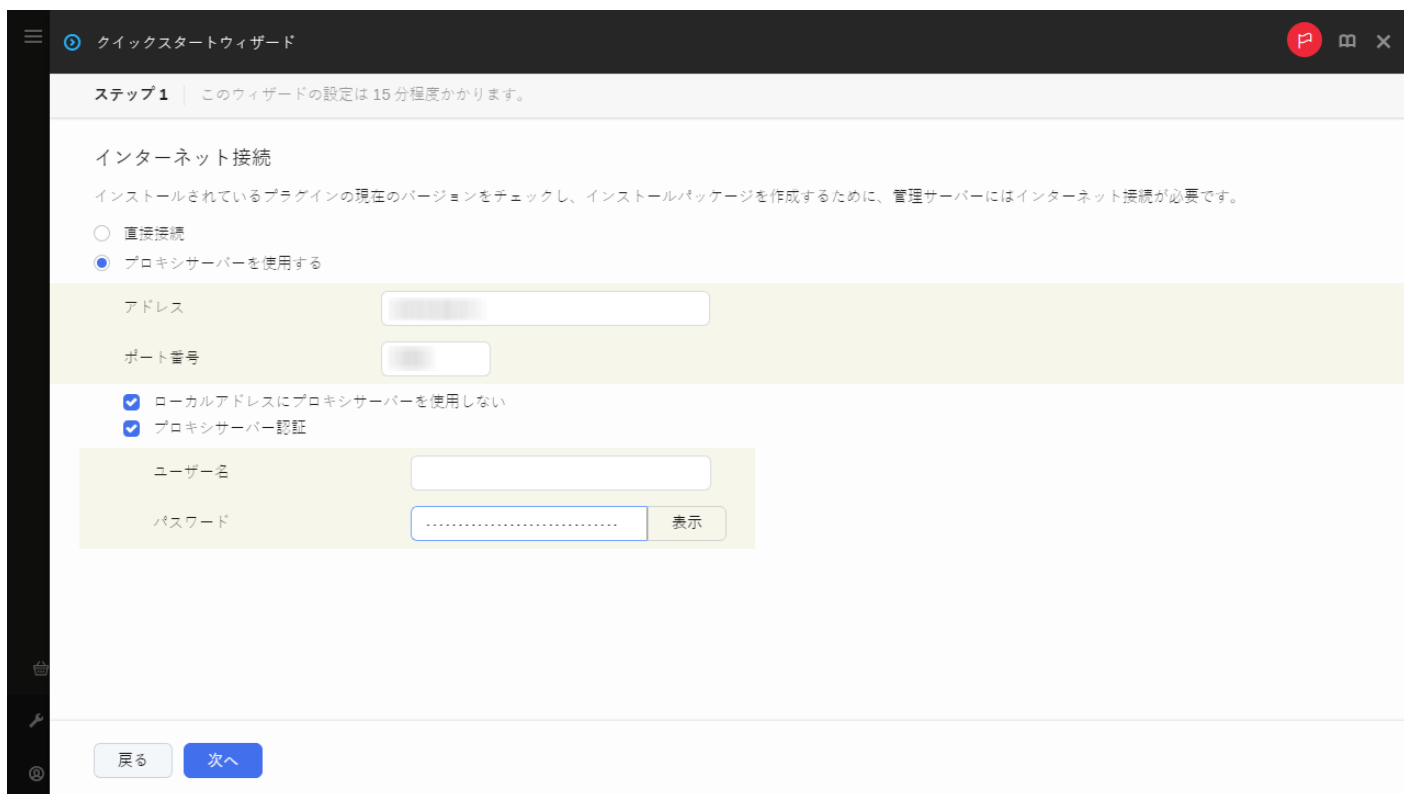 クイックスタートウィザード
ステップ 1 このウィザードの設定は 15 分程度かかります。
インターネット接続
インストールされているプラグインの現在のバージョンをチェックし、インストールパッケージを作成するために、管理サーバーにはインターネット接続が必要です。
直接接続
プロキシサーバーを使用する
アドレス
ポート番号
ローカルアドレスにプロキシサーバーを使用しない
プロキシサーバー認証
ユーザー名
パスワード
表示
戻る 次へ